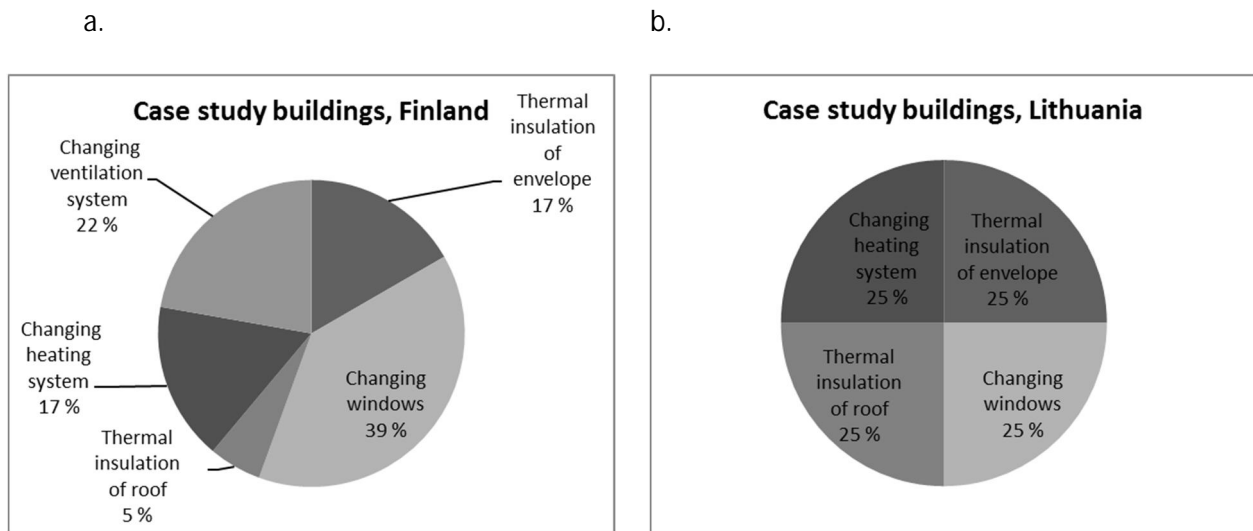 a.
b.
Case study buildings, Finland
Thermal
insulation
of
envelope
17 %
Changing
windows
39 %
Thermal
insulation
of roof
5 %
Changing
heating
system
17 %
Changing
ventilation
system
22 %
Case study buildings, Lithuania
Changing
heating
system
25 %
Thermal
insulation
of envelope
25 %
Thermal
insulation
of roof
25 %
Changing
windows
25 %